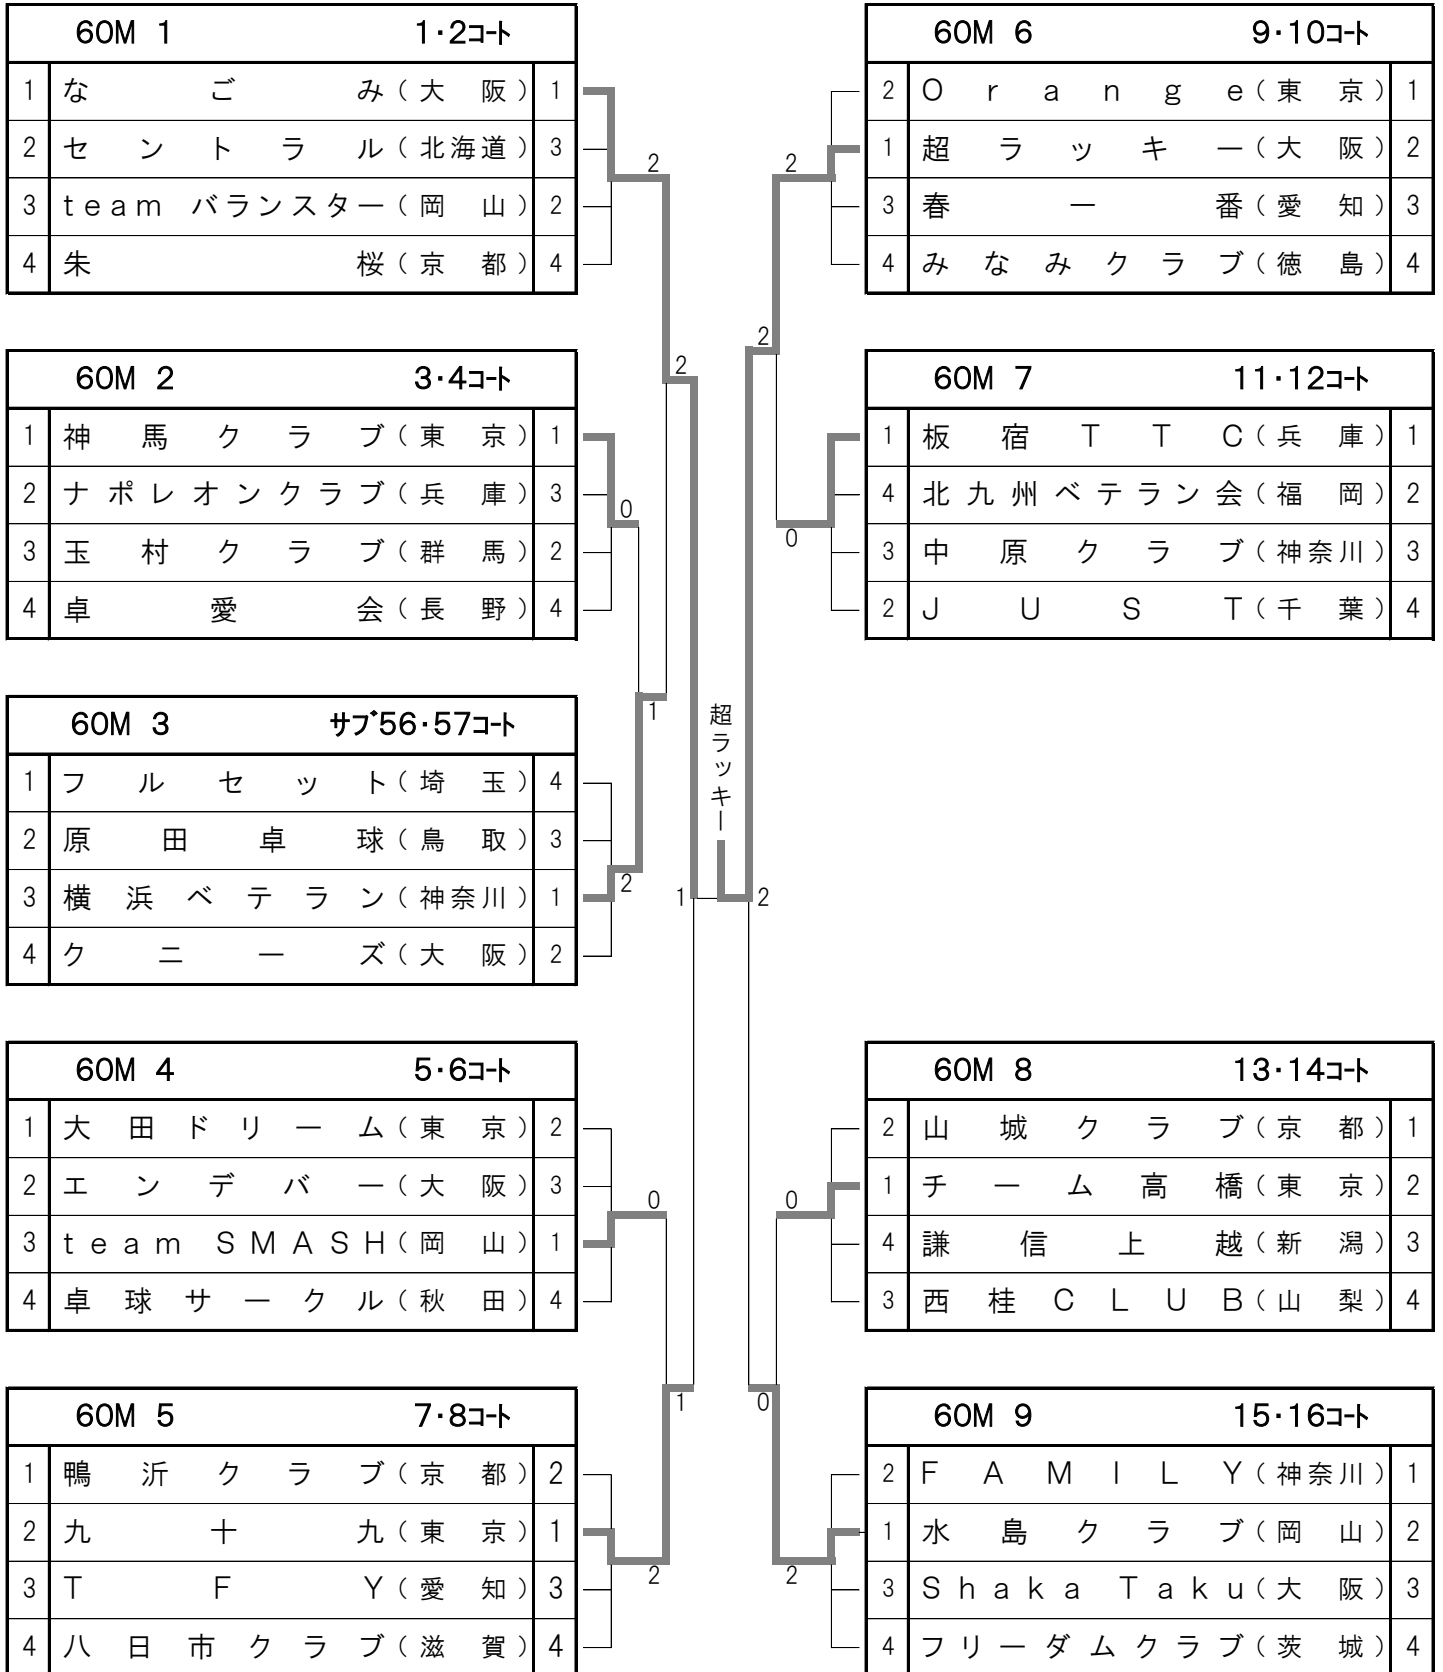 60M 1 1・2コート
1 なごみ(大阪) 1
2 セントラル(北海道) 3
3 team バランスター(岡山) 2
4 朱桜(京都) 4
60M 2 3・4コート
1 神馬クラブ(東京) 1
2 ナポレオンクラブ(兵庫) 3
3 玉村クラブ(群馬) 2
4 卓愛会(長野) 4
60M 3 サブ56・57コート
1 フルセット(埼玉) 4
2 原田卓球(鳥取) 3
3 横浜ベテラン(神奈川) 1
4 クニーズ(大阪) 2
60M 4 5・6コート
1 大田ドリーム(東京) 2
2 エンデバー(大阪) 3
3 team SMASH(岡山) 1
4 卓球サークル(秋田) 4
60M 5 7・8コート
1 鴨沂クラブ(京都) 2
2 九十九(東京) 1
3 TFY(愛知) 3
4 八日市クラブ(滋賀) 4
2
0
2
1
2
0
2
1
1
超ラッキー
2
2
2
0
0
2
0
60M 6 9・10コート
2 Orange(東京) 1
1 超ラッキー(大阪) 2
3 春一番(愛知) 3
4 みなみクラブ(徳島) 4
60M 7 11・12コート
1 板宿TTC(兵庫) 1
4 北九州ベテラン会(福岡) 2
3 中原クラブ(神奈川) 3
2 JUST(千葉) 4
60M 8 13・14コート
2 山城クラブ(京都) 1
1 チーム高橋(東京) 2
4 謙信上越(新潟) 3
3 西桂CLUB(山梨) 4
60M 9 15・16コート
2 FAMILY(神奈川) 1
1 水島クラブ(岡山) 2
3 Shaka Taku(大阪) 3
4 フリーダムクラブ(茨城) 4